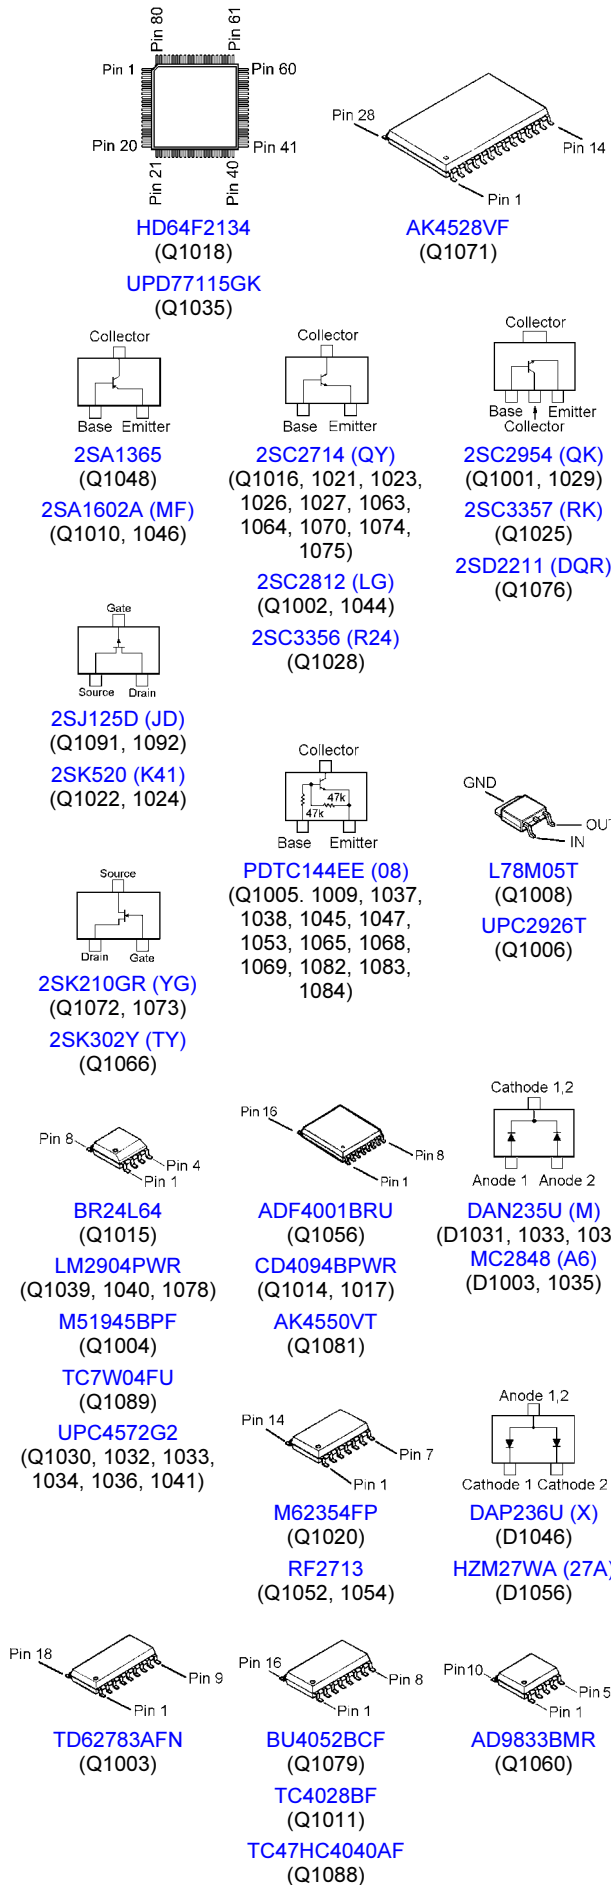 Pin 80
Pin 61
Pin 1
Pin 60
Pin 20
Pin 41
Pin 21
Pin 40
HD64F2134
(Q1018)
UPD77115GK
(Q1035)
Pin 28
Pin 14
Pin 1
AK4528VF
(Q1071)
Collector
Base Emitter
2SA1365
(Q1048)
2SA1602A (MF)
(Q1010, 1046)
Collector
Base Emitter
2SC2714 (QY)
(Q1016, 1021, 1023,
1026, 1027, 1063,
1064, 1070, 1074,
1075)
2SC2812 (LG)
(Q1002, 1044)
2SC3356 (R24)
(Q1028)
Collector
Base Emitter
Collector
2SC2954 (QK)
(Q1001, 1029)
2SC3357 (RK)
(Q1025)
2SD2211 (DQR)
(Q1076)
Gate
Source Drain
2SJ125D (JD)
(Q1091, 1092)
2SK520 (K41)
(Q1022, 1024)
Collector
47k
47k
Base Emitter
PDTC144EE (08)
(Q1005. 1009, 1037,
1038, 1045, 1047,
1053, 1065, 1068,
1069, 1082, 1083,
1084)
GND
OUT
IN
L78M05T
(Q1008)
UPC2926T
(Q1006)
Source
Drain Gate
2SK210GR (YG)
(Q1072, 1073)
2SK302Y (TY)
(Q1066)
Pin 8
Pin 4
Pin 1
BR24L64
(Q1015)
LM2904PWR
(Q1039, 1040, 1078)
M51945BPF
(Q1004)
TC7W04FU
(Q1089)
UPC4572G2
(Q1030, 1032, 1033,
1034, 1036, 1041)
Pin 16
Pin 8
Pin 1
ADF4001BRU
(Q1056)
CD4094BPWR
(Q1014, 1017)
AK4550VT
(Q1081)
Cathode 1,2
Anode 1 Anode 2
DAN235U (M)
(D1031, 1033, 103
MC2848 (A6)
(D1003, 1035)
Pin 14
Pin 7
Pin 1
M62354FP
(Q1020)
RF2713
(Q1052, 1054)
Anode 1,2
Cathode 1 Cathode 2
DAP236U (X)
(D1046)
HZM27WA (27A)
(D1056)
Pin 18
Pin 9
Pin 1
TD62783AFN
(Q1003)
Pin 16
Pin 8
Pin 1
BU4052BCF
(Q1079)
TC4028BF
(Q1011)
TC47HC4040AF
(Q1088)
Pin10
Pin 5
Pin 1
AD9833BMR
(Q1060)